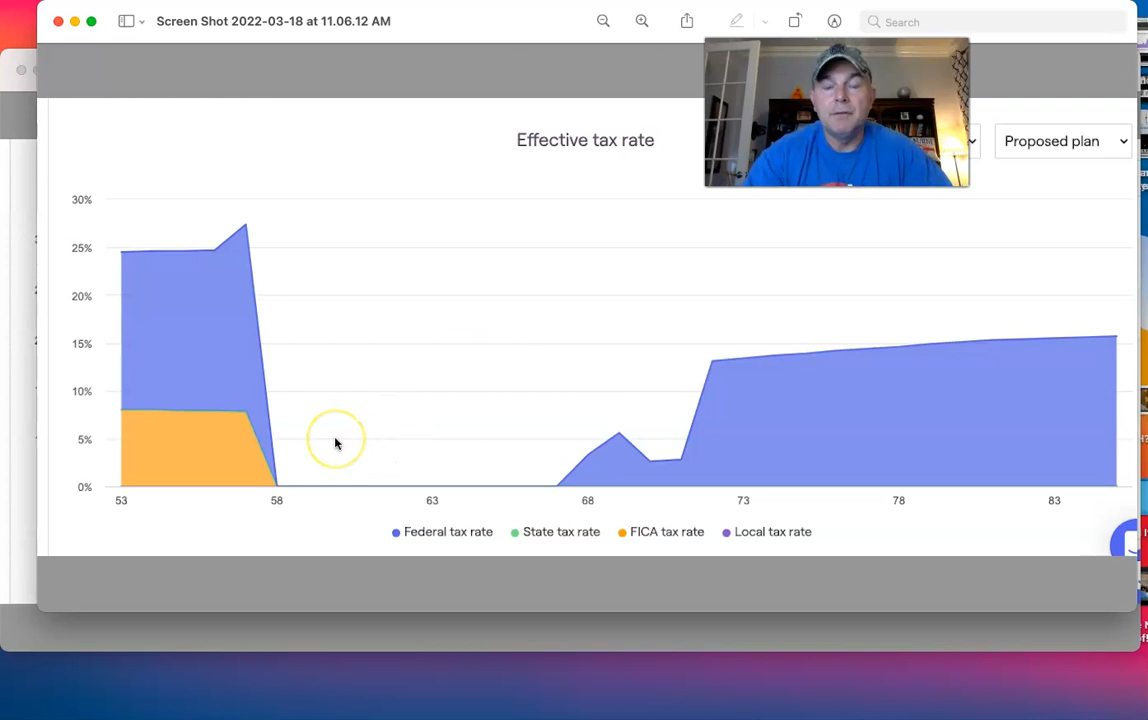 Screen Shot 2022-03-18 at 11.06.12 AM
Search
Effective tax rate
Proposed plan
30%
25%
20%
15%
10%
5%
0%
53 58 63 68 73 78 83
Federal tax rate State tax rate FICA tax rate Local tax rate